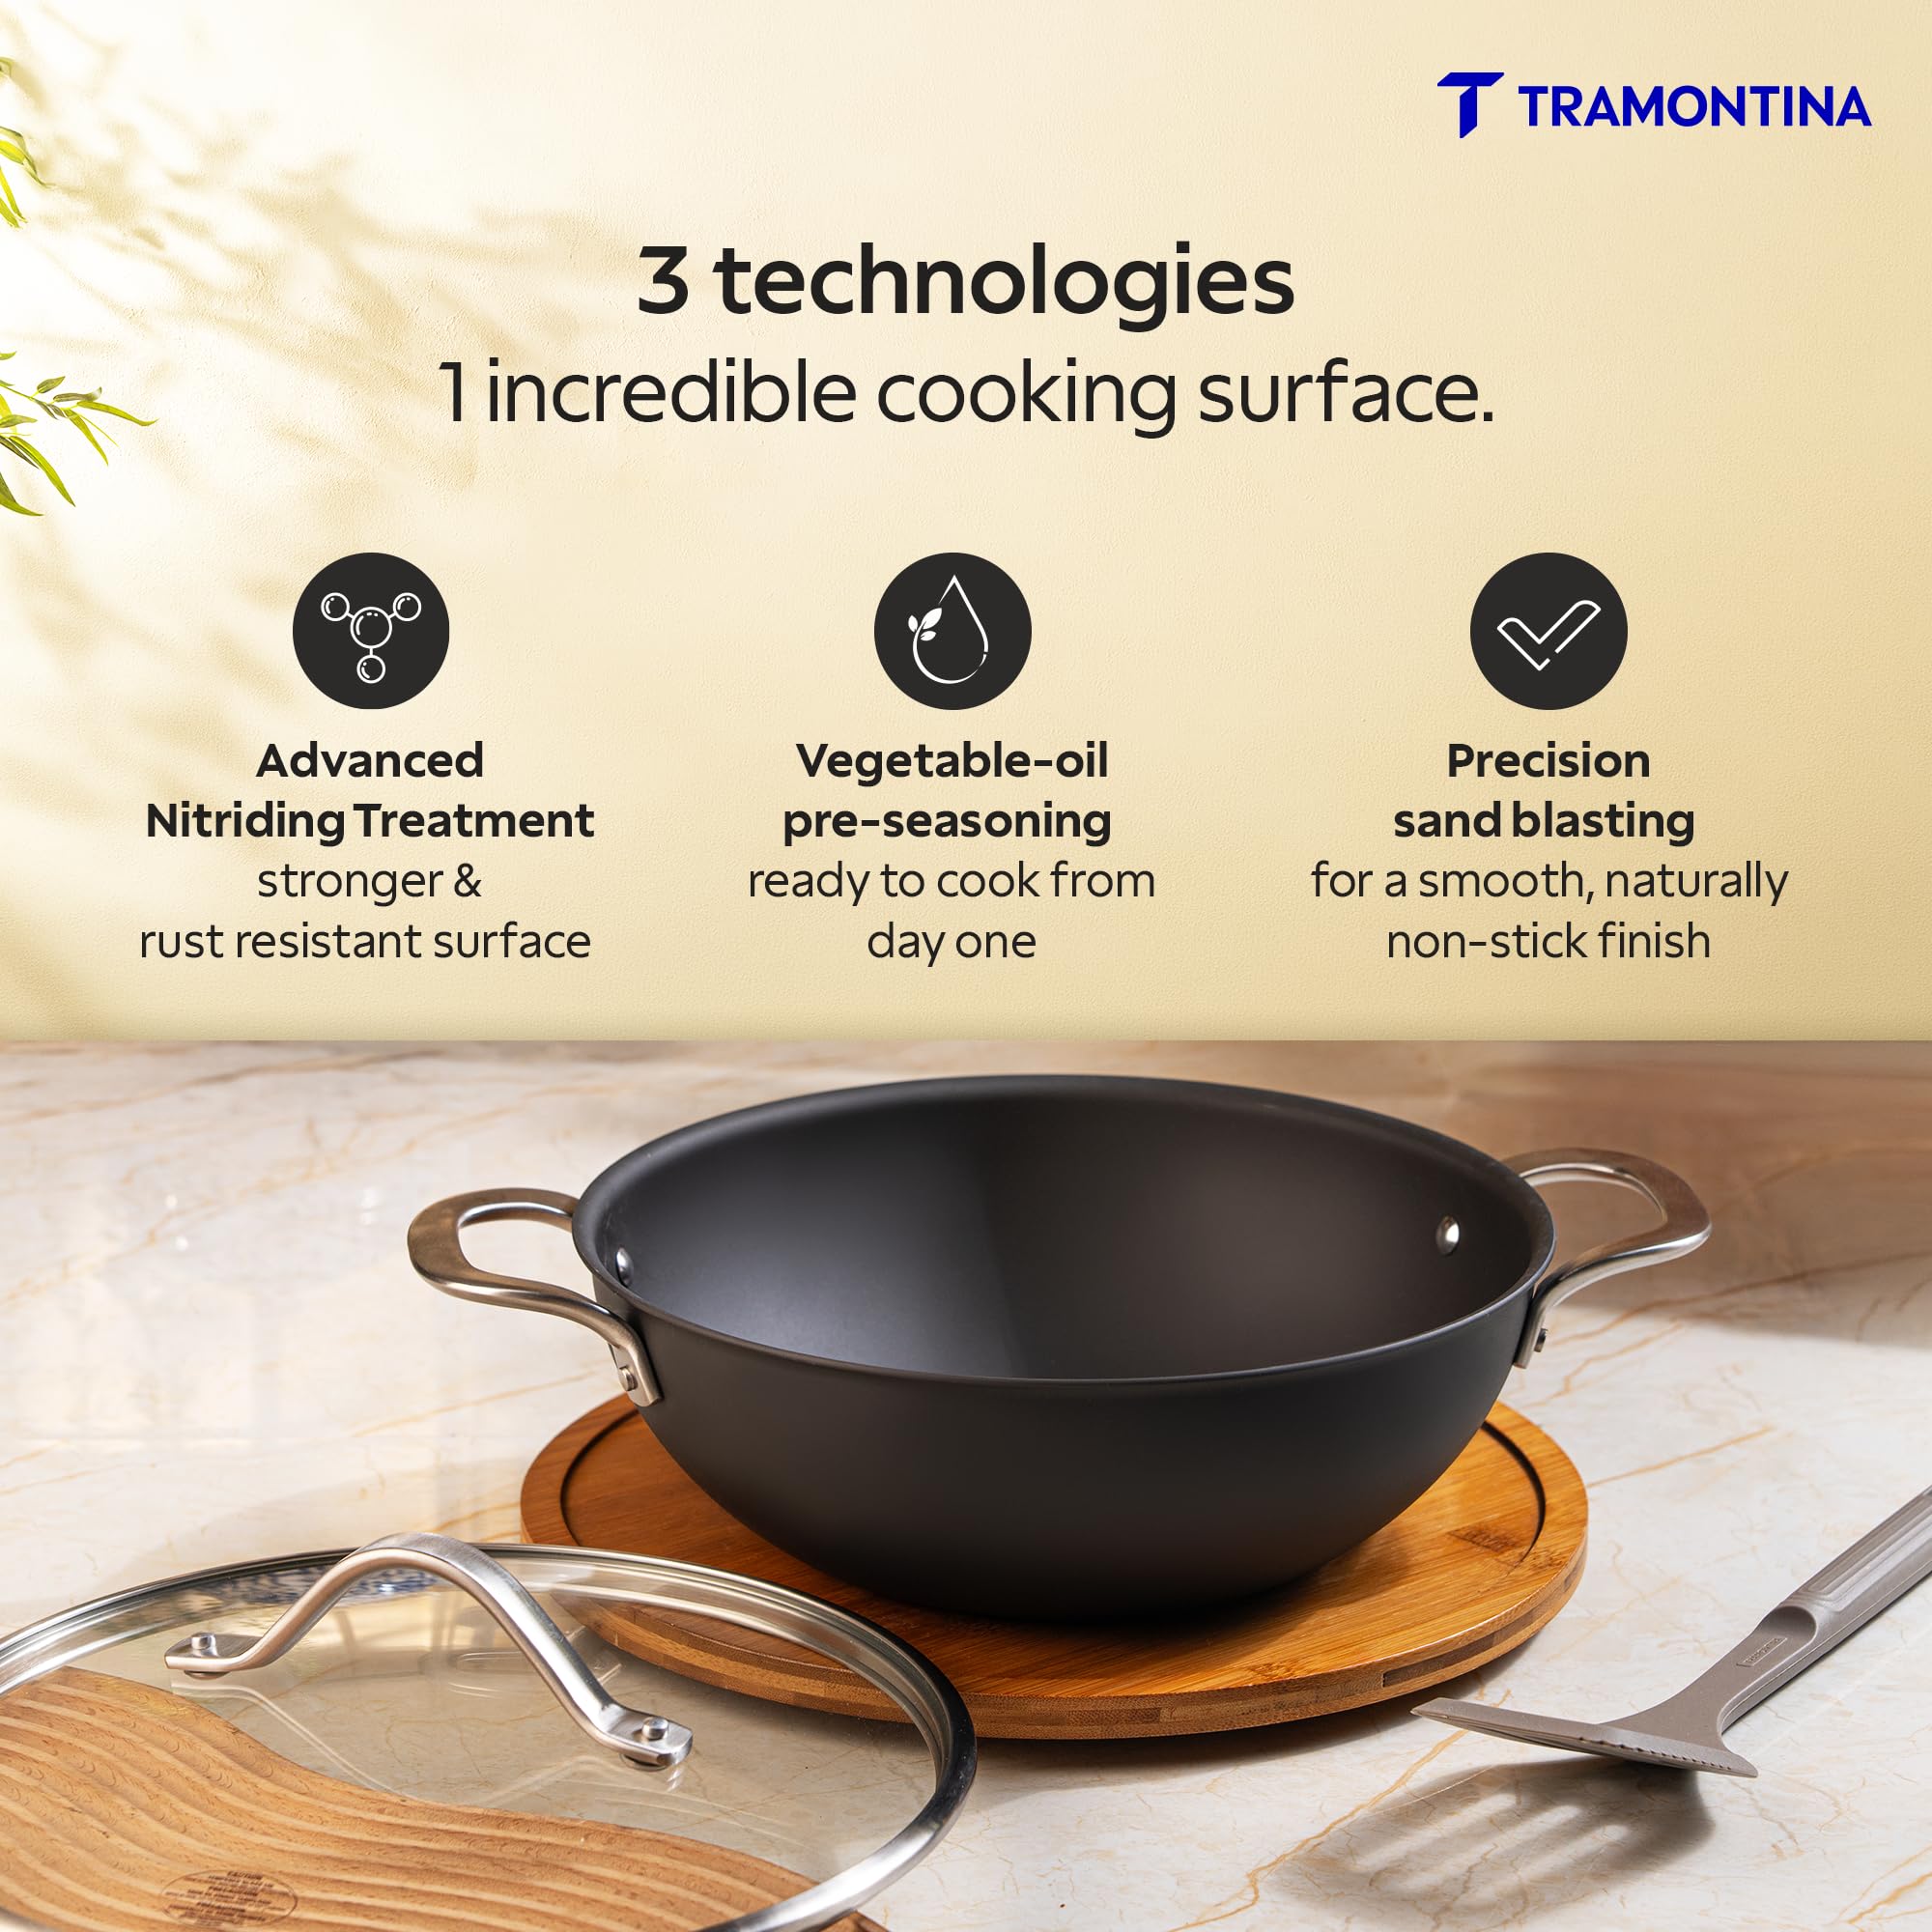 TRAMONTINA
3 technologies
1 incredible cooking surface.
Advanced
Nitriding Treatment
stronger &
rust resistant surface
Vegetable-oil
pre-seasoning
ready to cook from
day one
Precision
sand blasting
for a smooth, naturally
non-stick finish